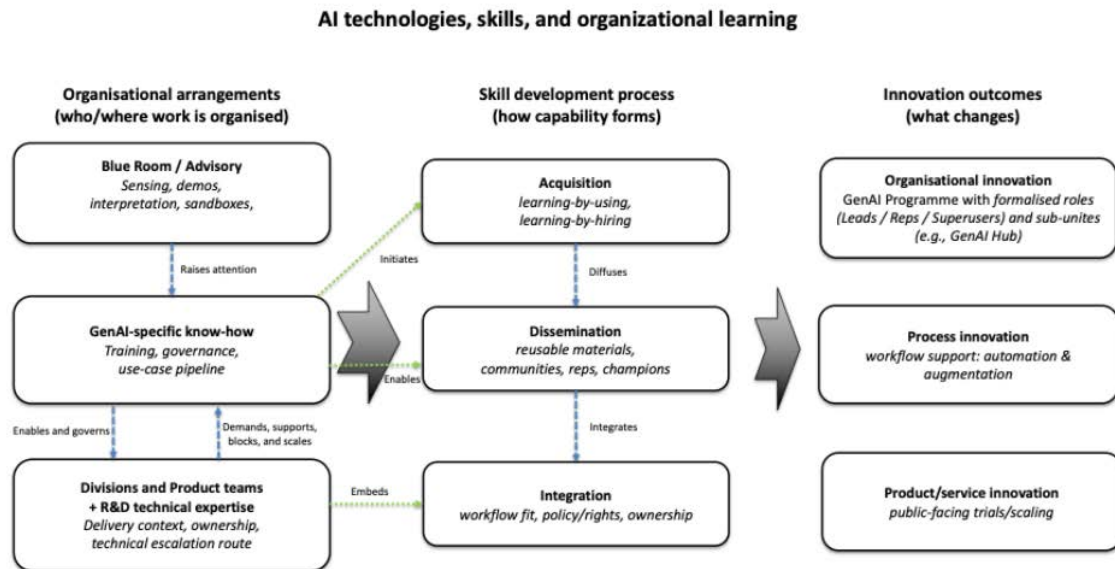 AI technologies, skills, and organizational learning
Organisational arrangements
(who/where work is organised)
Blue Room / Advisory
Sensing, demos,
interpretation, sandboxes,
Raises attention
GenAI-specific know-how
Training, governance,
use-case pipeline
Enables and governs
Demands, supports,
blocks, and scales
Divisions and Product teams
+ R&D technical expertise
Delivery context, ownership,
technical escalation route
Initiates
Enables
Embeds
Skill development process
(how capability forms)
Acquisition
learning-by-using,
learning-by-hiring
Diffuses
Dissemination
reusable materials,
communities, reps, champions
Integrates
Integration
workflow fit, policy/rights, ownership
Innovation outcomes
(what changes)
Organisational innovation
GenAI Programme with formalised roles
(Leads / Reps / Superusers) and sub-unites
(e.g., GenAI Hub)
Process innovation
workflow support: automation &
augmentation
Product/service innovation
public-facing trials/scaling